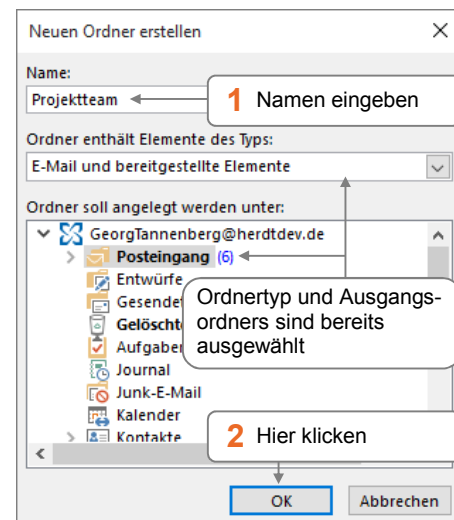 Neuen Ordner erstellen
Name:
Projektteam
1 Namen eingeben
Ordner enthält Elemente des Typs:
E-Mail und bereitgestellte Elemente
Ordner soll angelegt werden unter:
GeorgTannenberg@herdtdev.de
Posteingang (6)
Entwürfe
Gesendet
Ordnertyp und Ausgangs-
ordners sind bereits
ausgewählt
Gelöscht
Aufgaben
Journal
Junk-E-Mail
Kalender
Kontakte
2 Hier klicken
OK
Abbrechen